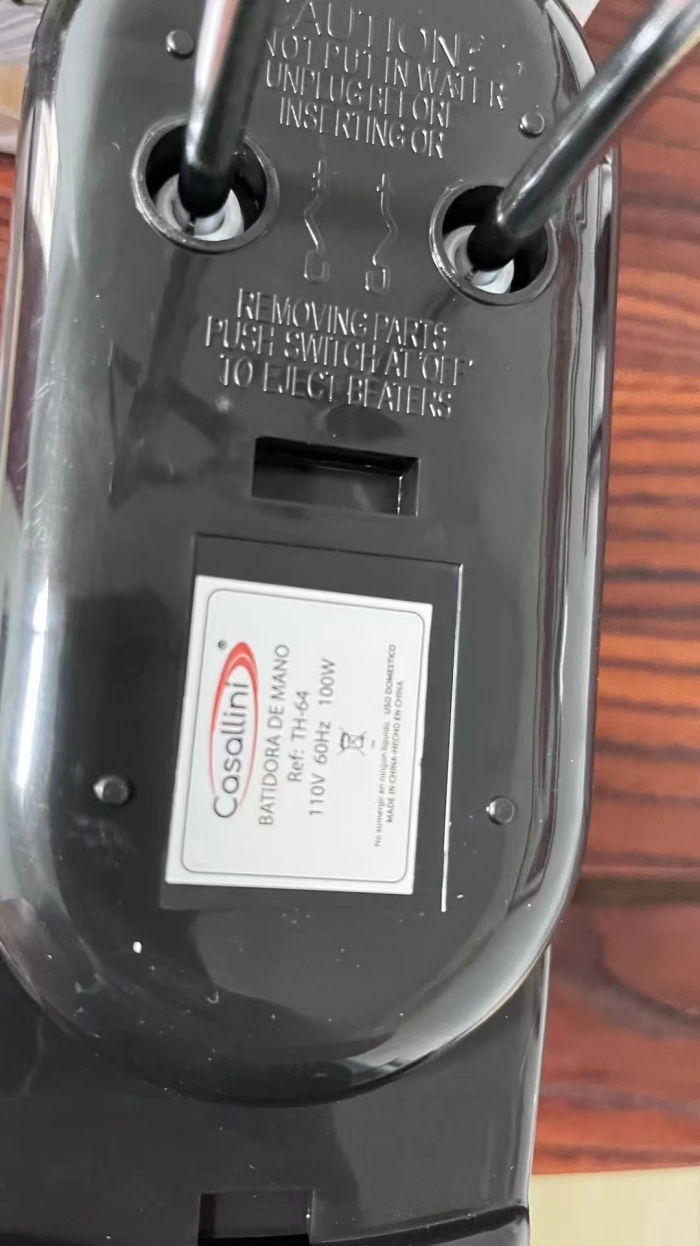 CAUTION:
NOT PUT IN WATER
UNPLUG BEFORE
INSERTING OR
REMOVING PARTS
PUSH SWITCH AT 'OFF'
TO EJECT BEATERS
Casallini®
BATIDORA DE MANO
Ref: TH-64
110V 60Hz 100W
No sumergir en ningún líquido. USO DOMESTICO
MADE IN CHINA-HECHO EN CHINA